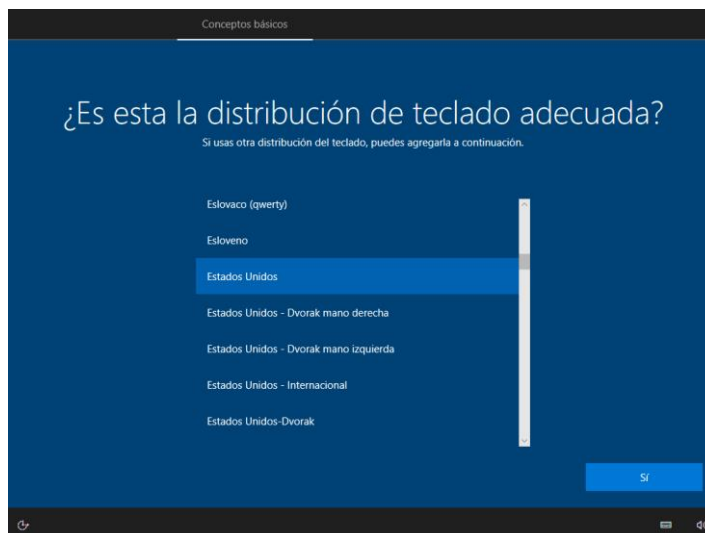 Conceptos básicos
¿Es esta la distribución de teclado adecuada?
Si usas otra distribución del teclado, puedes agregarla a continuación.
Eslovaco (qwerty)
Esloveno
Estados Unidos
Estados Unidos - Dvorak mano derecha
Estados Unidos - Dvorak mano izquierda
Estados Unidos - Internacional
Estados Unidos-Dvorak
Sí